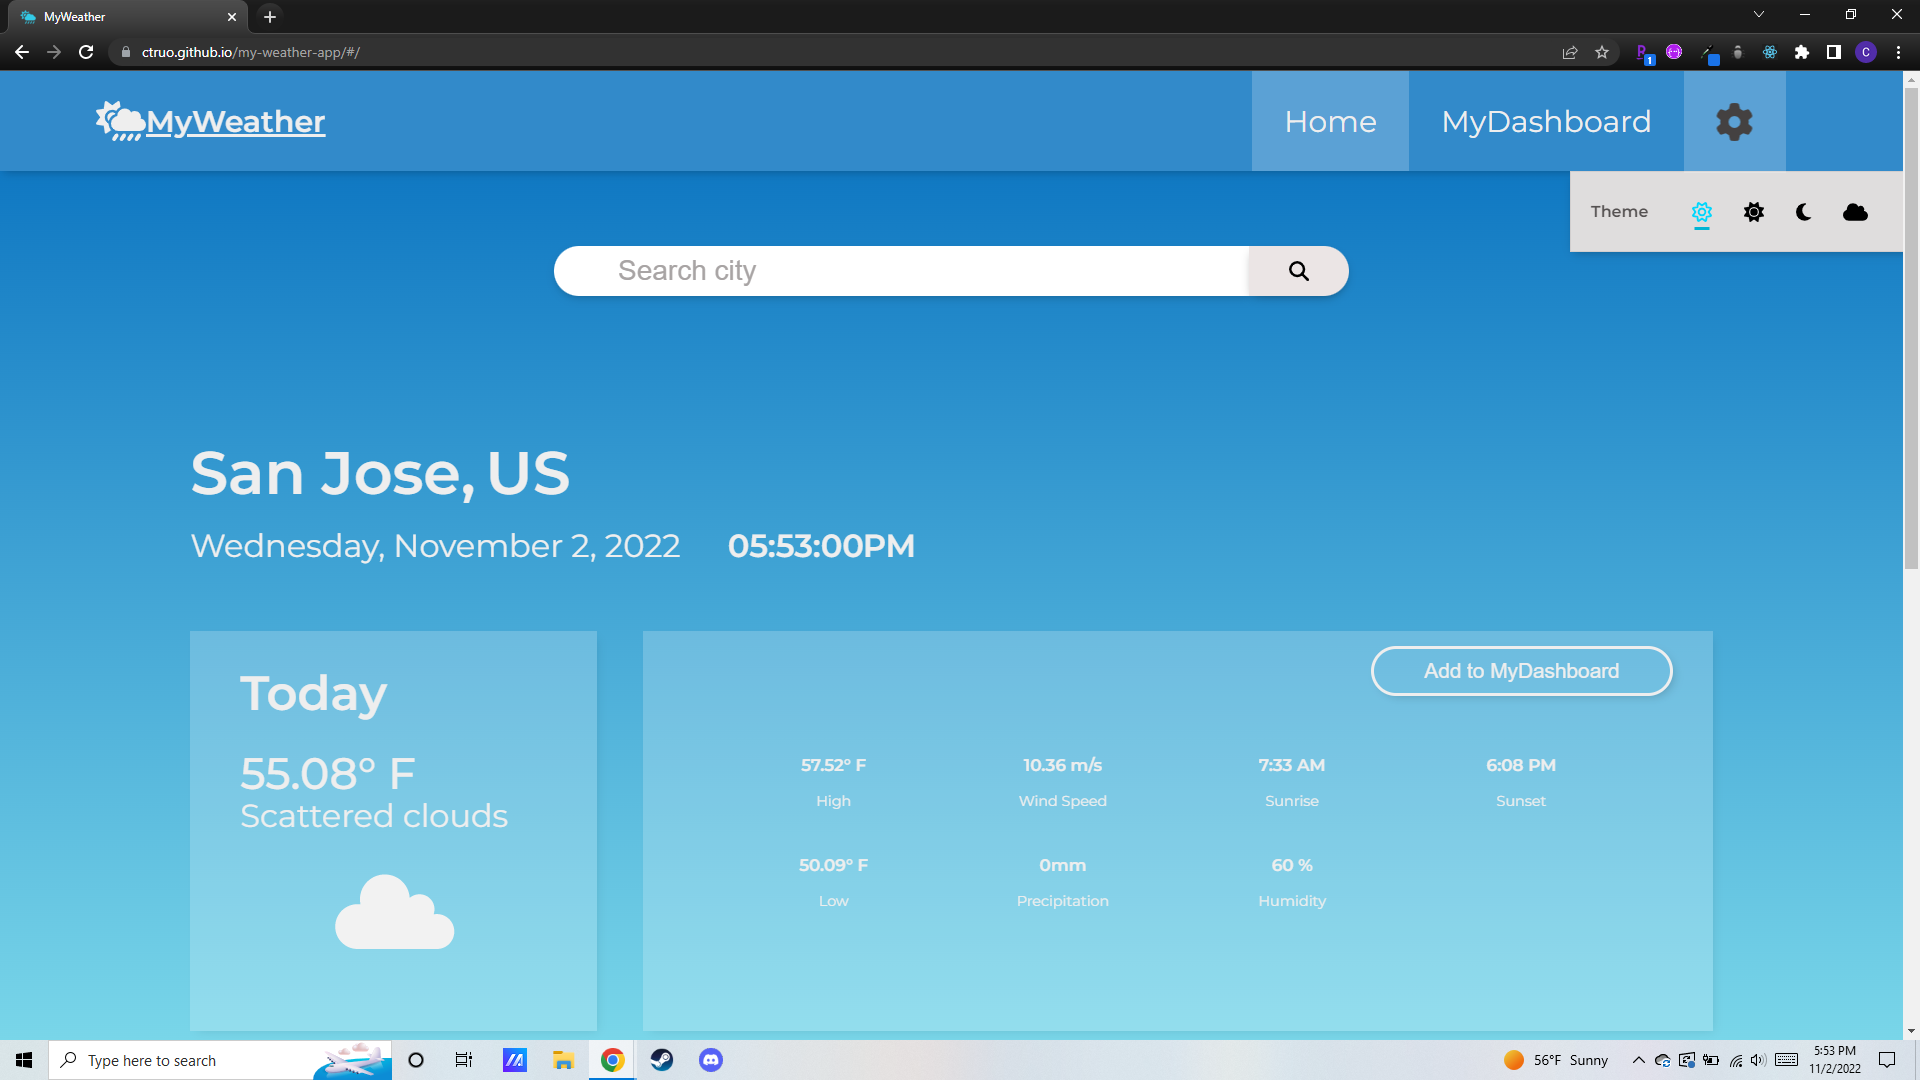 MyWeather
ctruo.github.io/my-weather-app/#/
1
C
MyWeather
Home
MyDashboard
Theme
Search city
San Jose, US
Wednesday, November 2, 2022 05:53:00PM
Today
55.08° F
Scattered clouds
Add to MyDashboard
57.52° F 10.36 m/s 7:33 AM 6:08 PM
High Wind Speed Sunrise Sunset
50.09° F 0mm 60 %
Low Precipitation Humidity
Type here to search
56°F Sunny
5:53 PM
11/2/2022